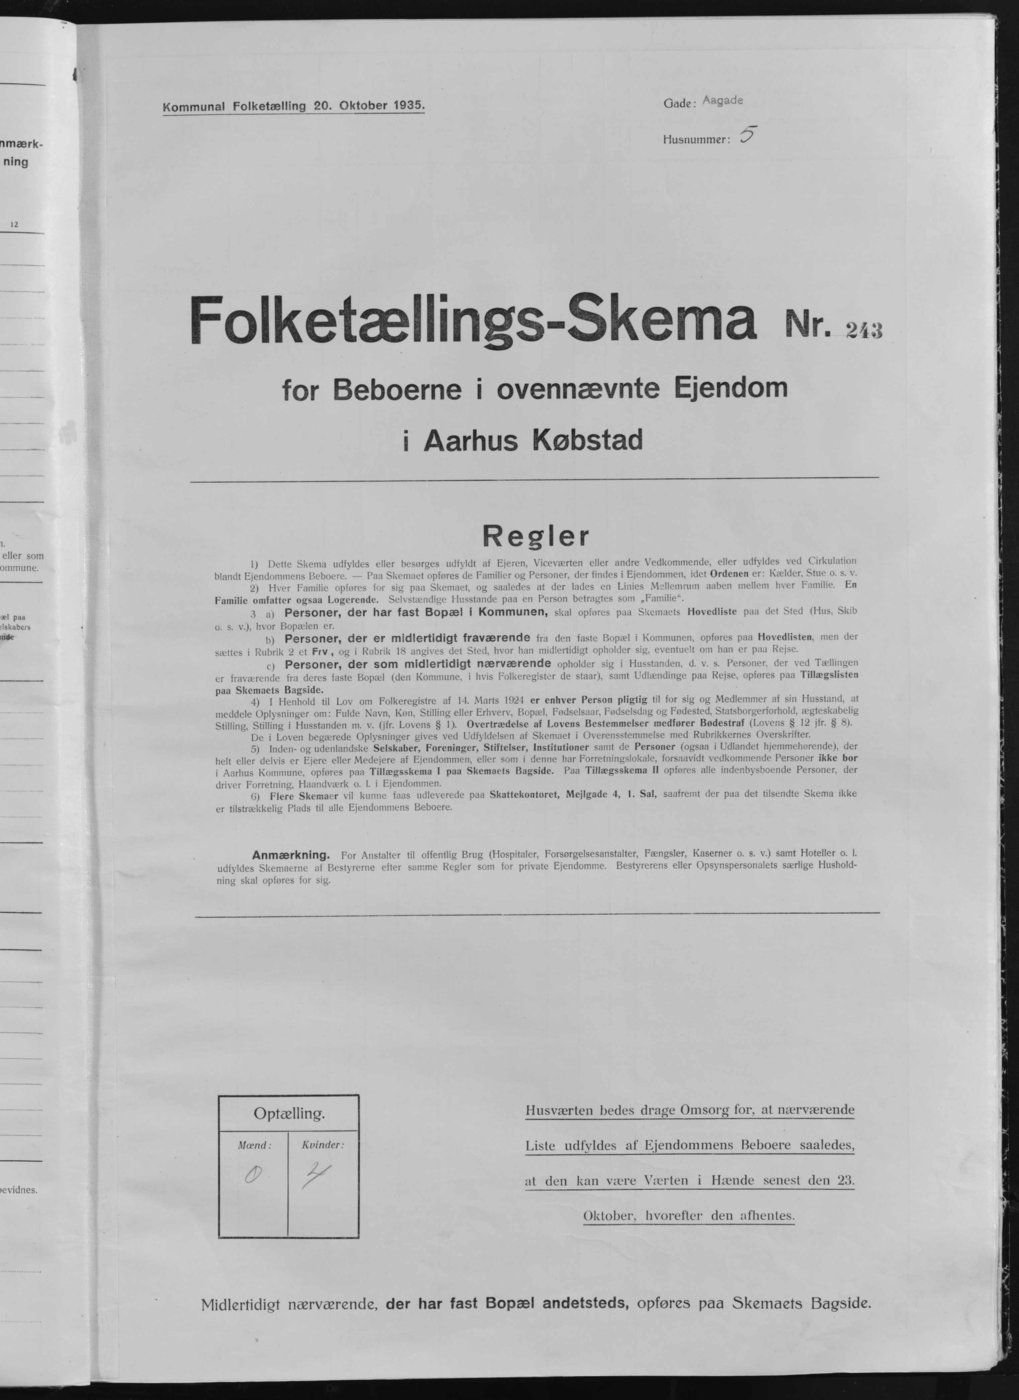 nmærk-
ning
12
eller som
ommune.
æl paa
elskabers
evidnes.
Kommunal Folketælling 20. Oktober 1935.
Gade: Aagade
Husnummer: 5
Folketællings-Skema Nr. 243
for Beboerne i ovennævnte Ejendom
i Aarhus Købstad
Regler
1) Dette Skema udfyldes eller besørges udfyldt af Ejeren, Viceværten eller andre Vedkommende, eller udfyldes ved Cirkulation
blandt Ejendommens Beboere. — Paa Skemaet opføres de Familier og Personer, der findes i Ejendommen, idet Ordenen er: Kælder, Stue o. s. v.
2) Hver Familie opføres for sig paa Skemaet, og saaledes at der lades en Linies Mellemrum aaben mellem hver Familie. En
Familie omfatter ogsaa Logerende. Selvstændige Husstande paa en Person betragtes som „Familie“.
3 a) Personer, der har fast Bopæl i Kommunen, skal opføres paa Skemaets Hovedliste paa det Sted (Hus, Skib
o. s. v.), hvor Bopælen er.
b) Personer, der er midlertidigt fraværende fra den faste Bopæl i Kommunen, opføres paa Hovedlisten, men der
sættes i Rubrik 2 et Frv., og i Rubrik 18 angives det Sted, hvor han midlertidigt opholder sig, eventuelt om han er paa Rejse.
c) Personer, der som midlertidigt nærværende opholder sig i Husstanden, d. v. s. Personer, der ved Tællingen
er fraværende fra deres faste Bopæl (den Kommune, i hvis Folkeregister de staar), samt Udlændinge paa Rejse, opføres paa Tillægslisten
paa Skemaets Bagside.
4) I Henhold til Lov om Folkeregistre af 14. Marts 1924 er enhver Person pligtig til for sig og Medlemmer af sin Husstand, at
meddele Oplysninger om: Fulde Navn, Køn, Stilling eller Erhverv, Bopæl, Fødselsaar, Fødselsdag og Fødested, Statsborgerforhold, ægteskabelig
Stilling, Stilling i Husstanden m. v. (jfr. Lovens § 1). Overtrædelse af Lovens Bestemmelser medfører Bødestraf (Lovens § 12 jfr. § 8).
De i Loven begærede Oplysninger gives ved Udfyldelsen af Skemaet i Overensstemmelse med Rubrikkernes Overskrifter.
5) Inden- og udenlandske Selskaber, Foreninger, Stiftelser, Institutioner samt de Personer (ogsaa i Udlandet hjemmehørende), der
helt eller delvis er Ejere eller Medejere af Ejendommen, eller som i denne har Forretningslokale, forsaavidt vedkommende Personer ikke bor
i Aarhus Kommune, opføres paa Tillægsskema I paa Skemaets Bagside. Paa Tillægsskema II opføres alle indenbysboende Personer, der
driver Forretning, Haandværk o. l. i Ejendommen.
6) Flere Skemaer vil kunne faas udleverede paa Skattekontoret, Mejlgade 4, 1. Sal, saafremt der paa det tilsendte Skema ikke
er tilstrækkelig Plads til alle Ejendommens Beboere.
Anmærkning. For Anstalter til offentlig Brug (Hospitaler, Forsørgelsesanstalter, Fængsler, Kaserner o. s. v.) samt Hoteller o. l.
udfyldes Skemaerne af Bestyrerne efter samme Regler som for private Ejendomme. Bestyrerens eller Opsynspersonalets særlige Hushold-
ning skal opføres for sig.
Optælling.
Mænd: Kvinder:
0 4
Husværten bedes drage Omsorg for, at nærværende
Liste udfyldes af Ejendommens Beboere saaledes,
at den kan være Værten i Hænde senest den 23.
Oktober, hvorefter den afhentes.
Midlertidigt nærværende, der har fast Bopæl andetsteds, opføres paa Skemaets Bagside.